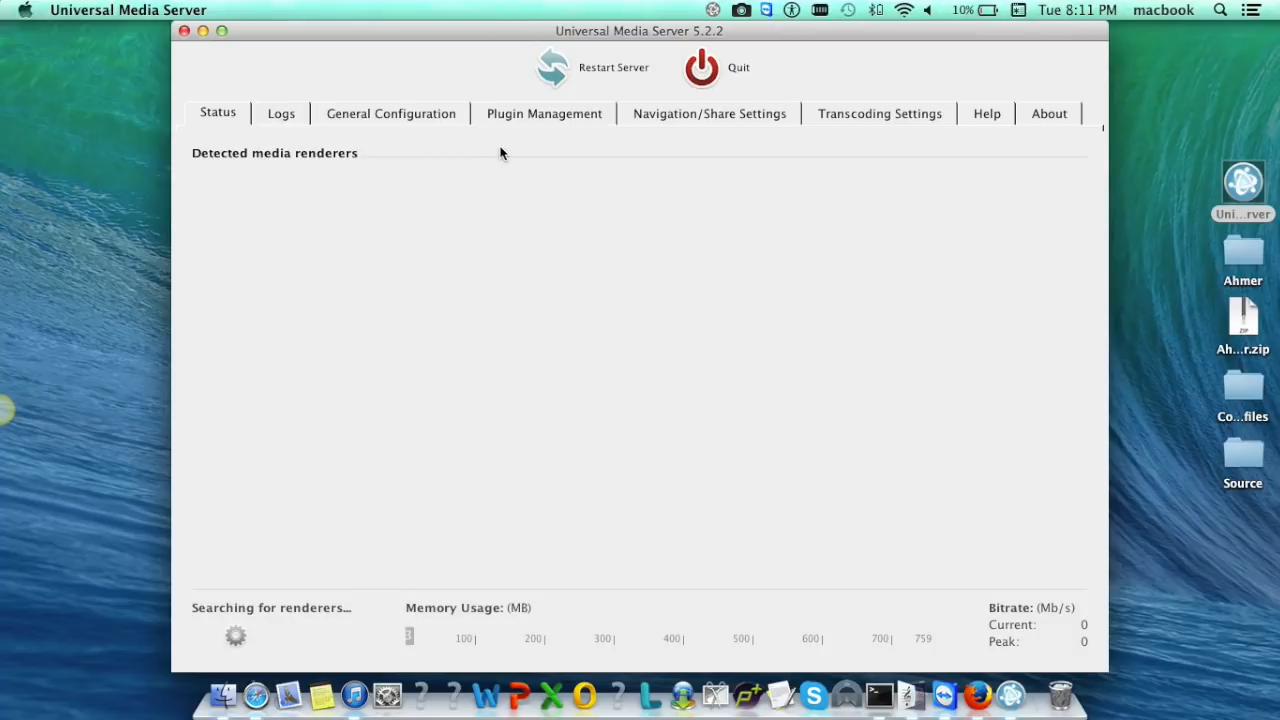 Universal Media Server
10%
Tue 8:11 PM
macbook
Universal Media Server 5.2.2
Restart Server
Quit
Status
Logs
General Configuration
Plugin Management
Navigation/Share Settings
Transcoding Settings
Help
About
Detected media renderers
Uni...rver
Ahmer
ZIP
Ah...r.zip
Co...files
Source
Searching for renderers...
Memory Usage: (MB)
3
100
200
300
400
500
600
700
759
Bitrate: (Mb/s)
Current: 0
Peak: 0